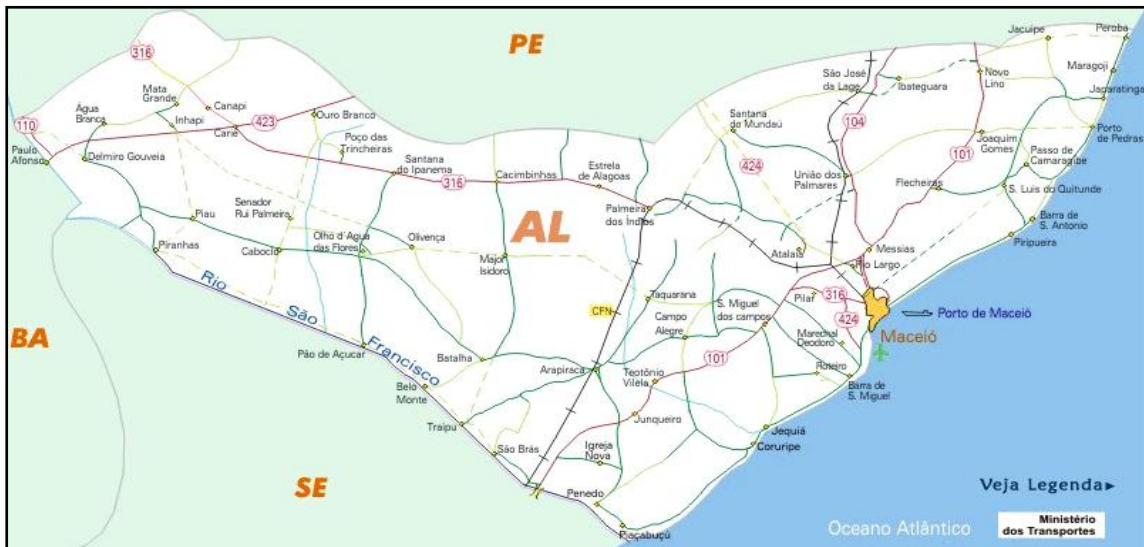 PE
Jacuipe
Peroba
316
São José
da Lage
Ibateguara
Novo
Lino
Maragoji
Mata
Grande
Japaratinga
Água
Branca
Canapi
423
Ouro Branco
110
Inhapi
Carié
Santana
do Mundaú
104
Porto
de Pedras
Paulo
Afonso
Delmiro Gouveia
Poço das
Trincheiras
Joaquim
Gomes
101
Passo de
Camaragibe
Santana
do Ipanema
316
Cacimbinhas
Estrela
de Alagoas
424
União dos
Palmares
Flecheiras
S. Luis do Quitunde
Senador
Rui Palmeira
Palmeira
dos Índios
Piau
AL
Barra de
S. Antonio
Piripueira
Piranhas
Caboclo
Olho d'Agua
das Flores
Olivença
Major
Isidoro
Atalaia
Messias
Rio Largo
Rio São Francisco
Taquarana
S. Miguel
dos campos
Pilar
316
424
Porto de Maceió
CFN
Campo
Alegre
Marechal
Deodoro
Maceió
BA
Pão de Açucar
Batalha
Arapiraca
101
Teotônio
Vilela
Roteiro
Barra de
S. Miguel
Belo
Monte
Traipu
Junqueiro
Jequiá
Coruripe
São Brás
Igreja
Nova
SE
Penedo
Piaçabuçú
Veja Legenda
Oceano Atlântico
Ministério
dos Transportes